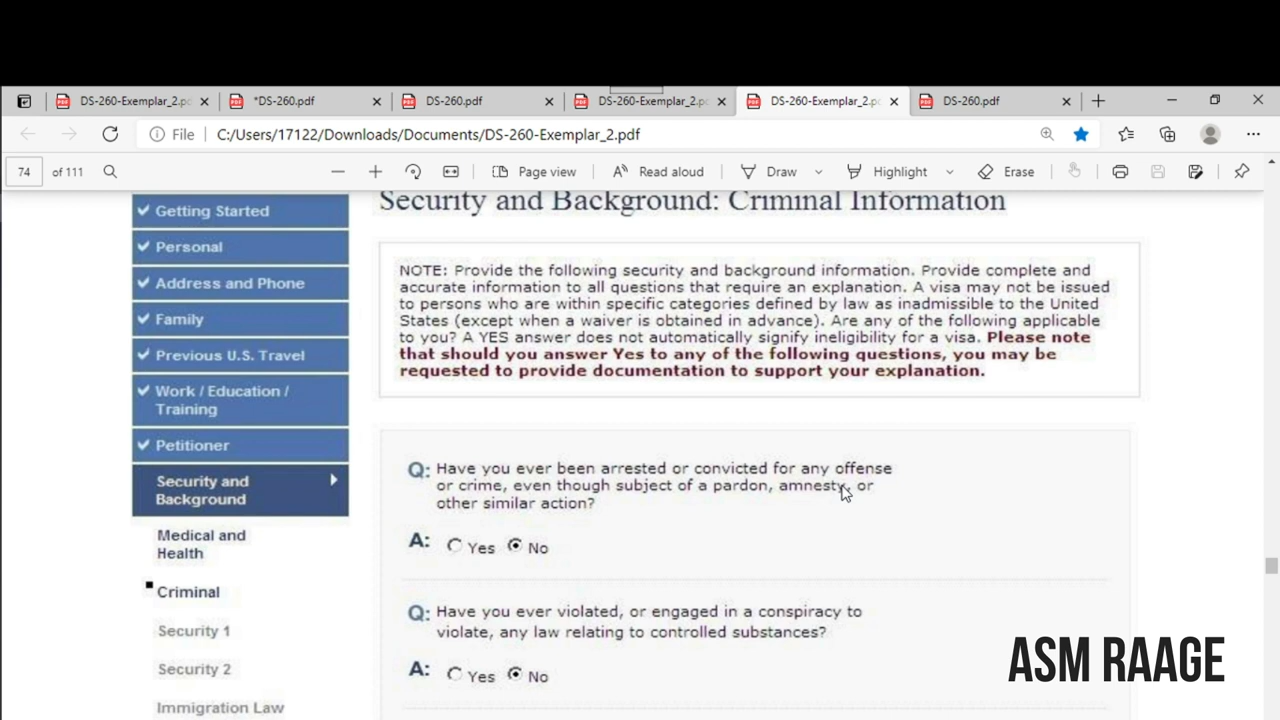 DS-260-Exemplar_2.pd
*DS-260.pdf
DS-260.pdf
DS-260-Exemplar_2.pc
DS-260-Exemplar_2.pc
DS-260.pdf
File
C:/Users/17122/Downloads/Documents/DS-260-Exemplar_2.pdf
74 of 111
Page view
Read aloud
Draw
Highlight
Erase
Security and Background: Criminal Information
Getting Started
Personal
Address and Phone
Family
Previous U.S. Travel
Work / Education /
Training
Petitioner
Security and
Background
Medical and
Health
Criminal
Security 1
Security 2
Immigration Law
NOTE: Provide the following security and background information. Provide complete and
accurate information to all questions that require an explanation. A visa may not be issued
to persons who are within specific categories defined by law as inadmissible to the United
States (except when a waiver is obtained in advance). Are any of the following applicable
to you? A YES answer does not automatically signify ineligibility for a visa. Please note
that should you answer Yes to any of the following questions, you may be
requested to provide documentation to support your explanation.
Q: Have you ever been arrested or convicted for any offense
or crime, even though subject of a pardon, amnesty, or
other similar action?
A: Yes No
Q: Have you ever violated, or engaged in a conspiracy to
violate, any law relating to controlled substances?
A: Yes No
ASM RAAGE